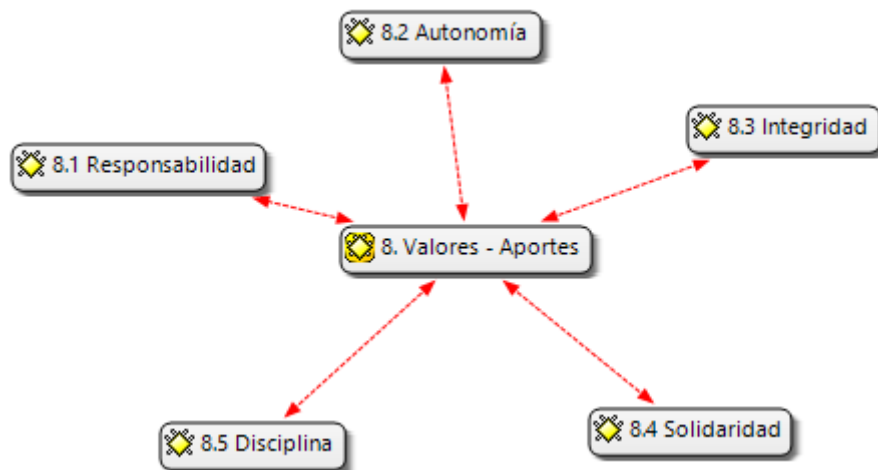 8.2 Autonomía
8.3 Integridad
8.1 Responsabilidad
8. Valores - Aportes
8.4 Solidaridad
8.5 Disciplina